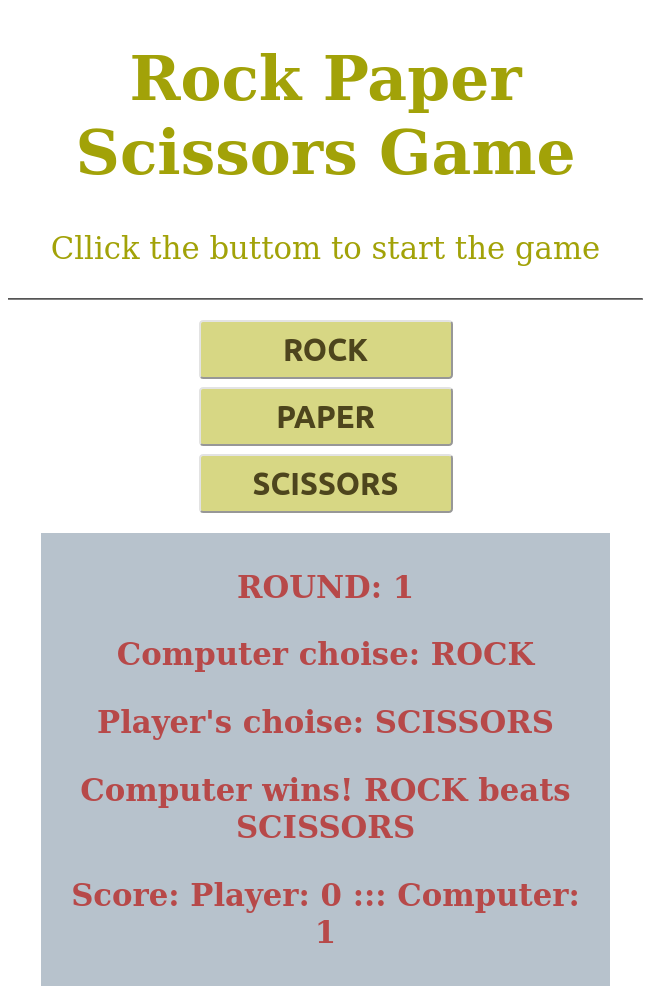 Rock Paper
Scissors Game
Cllick the buttom to start the game
ROCK
PAPER
SCISSORS
ROUND: 1
Computer choise: ROCK
Player's choise: SCISSORS
Computer wins! ROCK beats
SCISSORS
Score: Player: 0 ::: Computer:
1